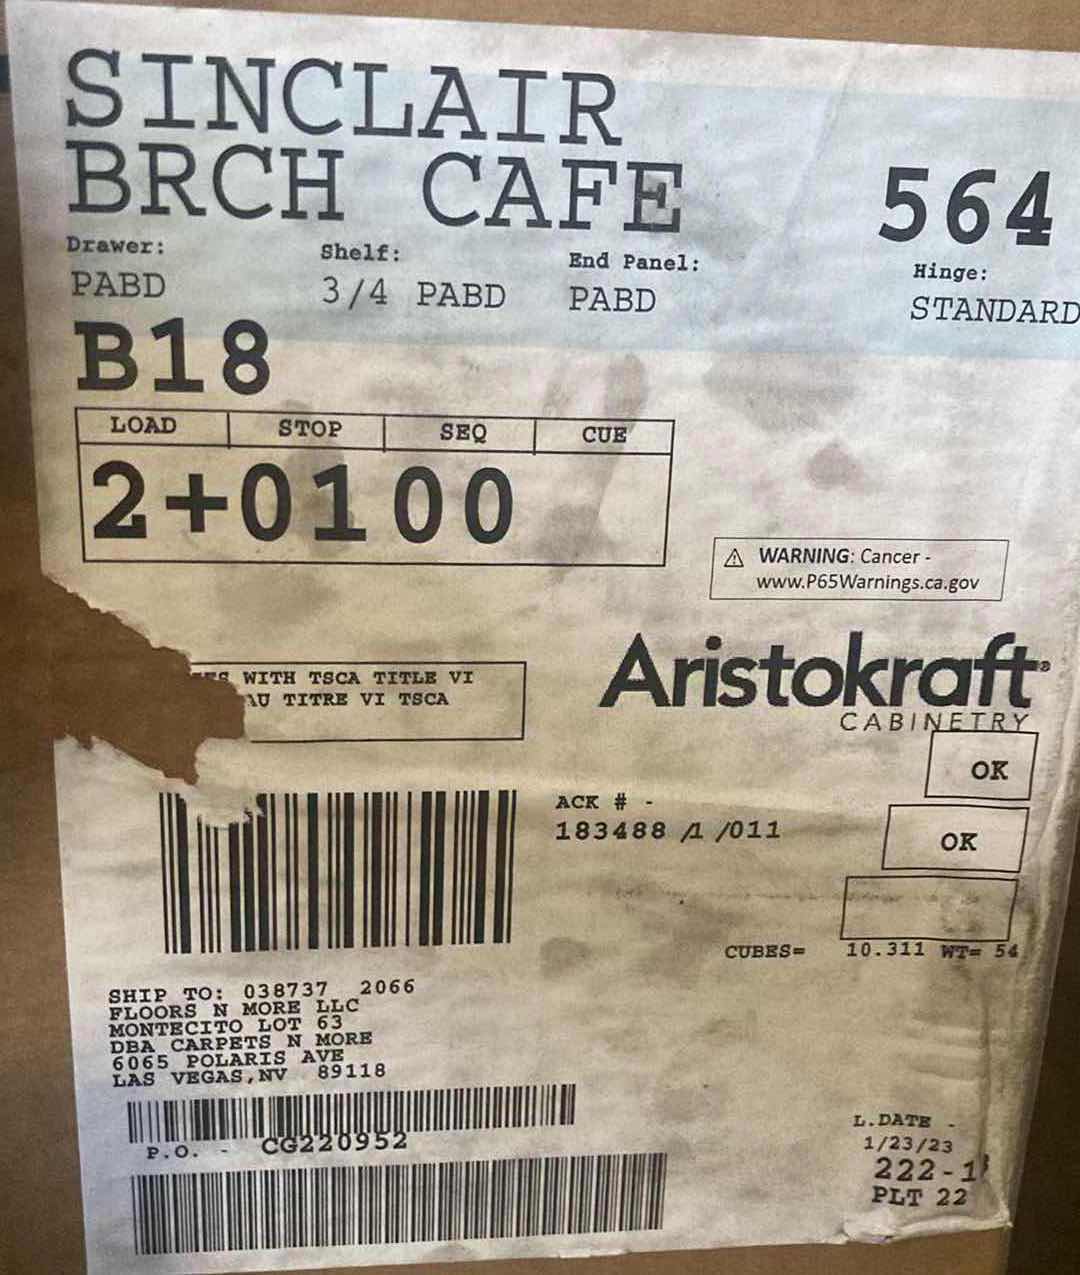 SINCLAIR
BRCH CAFE
564
Drawer: Shelf: End Panel: Hinge:
PABD 3/4 PABD PABD STANDARD
B18
LOAD STOP SEQ CUE
2+0100
⚠ WARNING: Cancer -
www.P65Warnings.ca.gov
WITH TSCA TITLE VI
AU TITRE VI TSCA
Aristokraft®
CABINETRY
OK
ACK # -
183488 /1 /011
OK
CUBES= 10.311 WT= 54
SHIP TO: 038737 2066
FLOORS N MORE LLC
MONTECITO LOT 63
DBA CARPETS N MORE
6065 POLARIS AVE
LAS VEGAS,NV 89118
P.O. - CG220952
L.DATE -
1/23/23
222-1
PLT 22